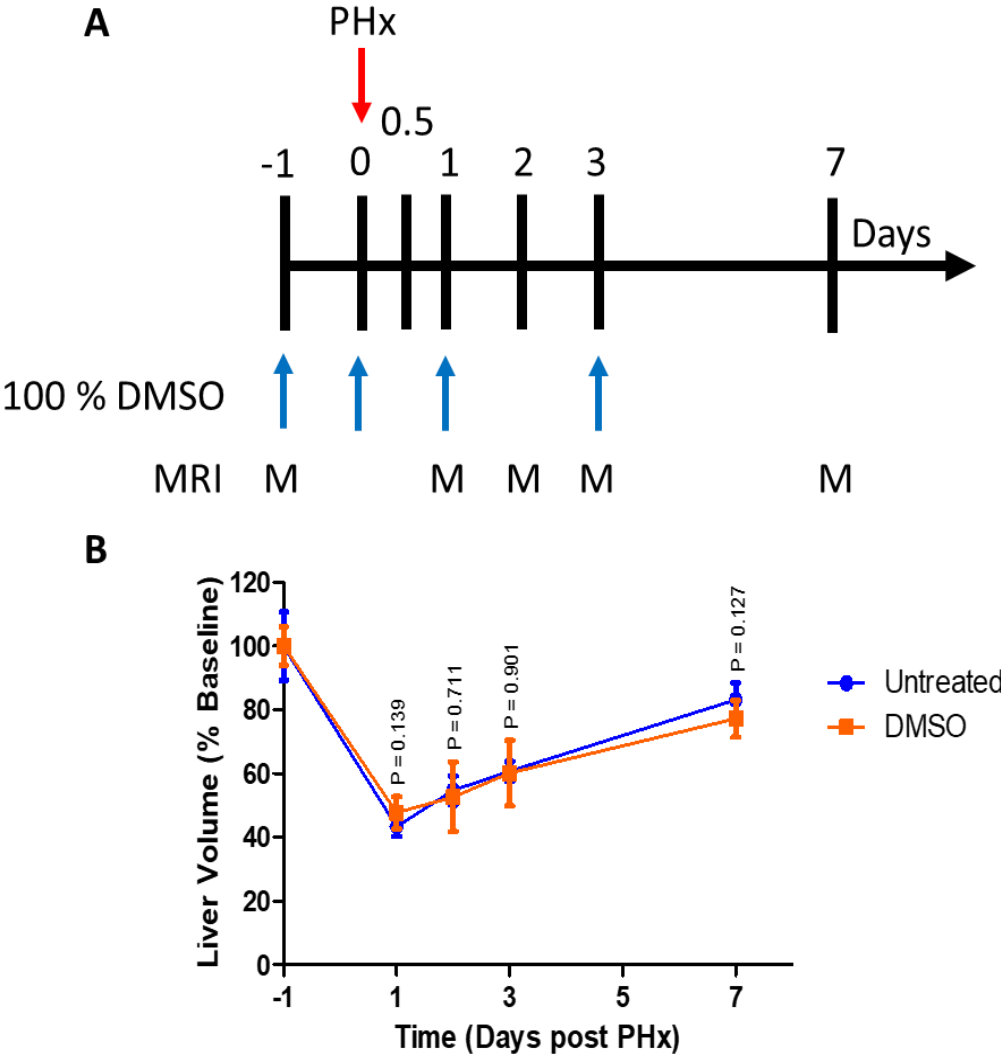 A
PHx
0.5
-1 0 1 2 3 7
Days
100 % DMSO
MRI M M M M M
B
Liver Volume (% Baseline)
120
100
80
60
40
20
0
P = 0.139
P = 0.711
P = 0.901
P = 0.127
Untreated
DMSO
-1 1 3 5 7
Time (Days post PHx)